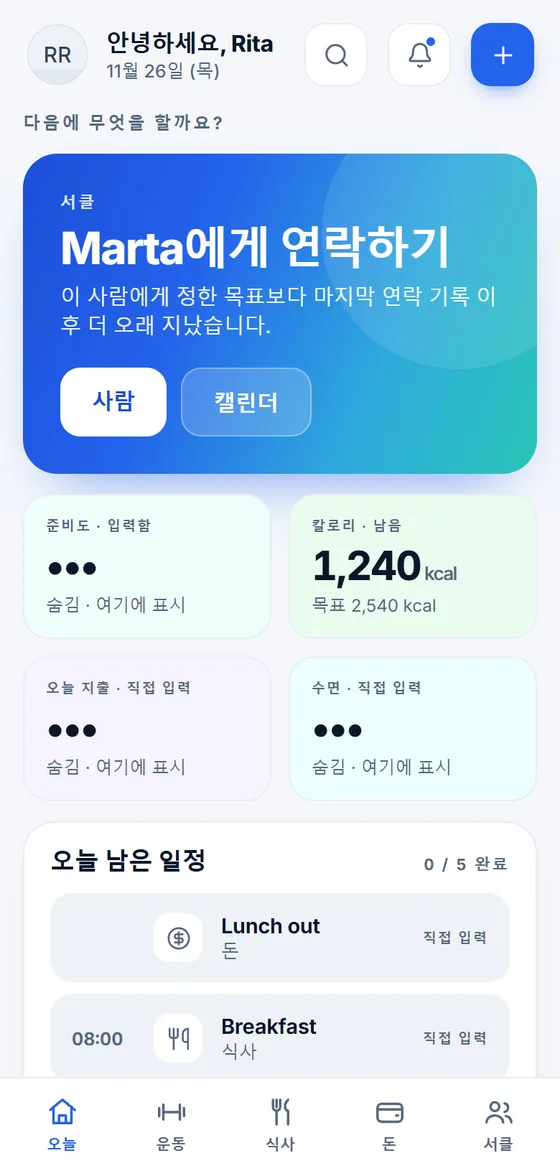 RR
안녕하세요, Rita
11월 26일 (목)
다음에 무엇을 할까요?
서클
Marta에게 연락하기
이 사람에게 정한 목표보다 마지막 연락 기록 이
후 더 오래 지났습니다.
사람
캘린더
준비도 · 입력함
●●●
숨김 · 여기에 표시
칼로리 · 남음
1,240 kcal
목표 2,540 kcal
오늘 지출 · 직접 입력
●●●
숨김 · 여기에 표시
수면 · 직접 입력
●●●
숨김 · 여기에 표시
오늘 남은 일정
0 / 5 완료
Lunch out
돈
직접 입력
08:00
Breakfast
식사
직접 입력
오늘
운동
식사
돈
서클